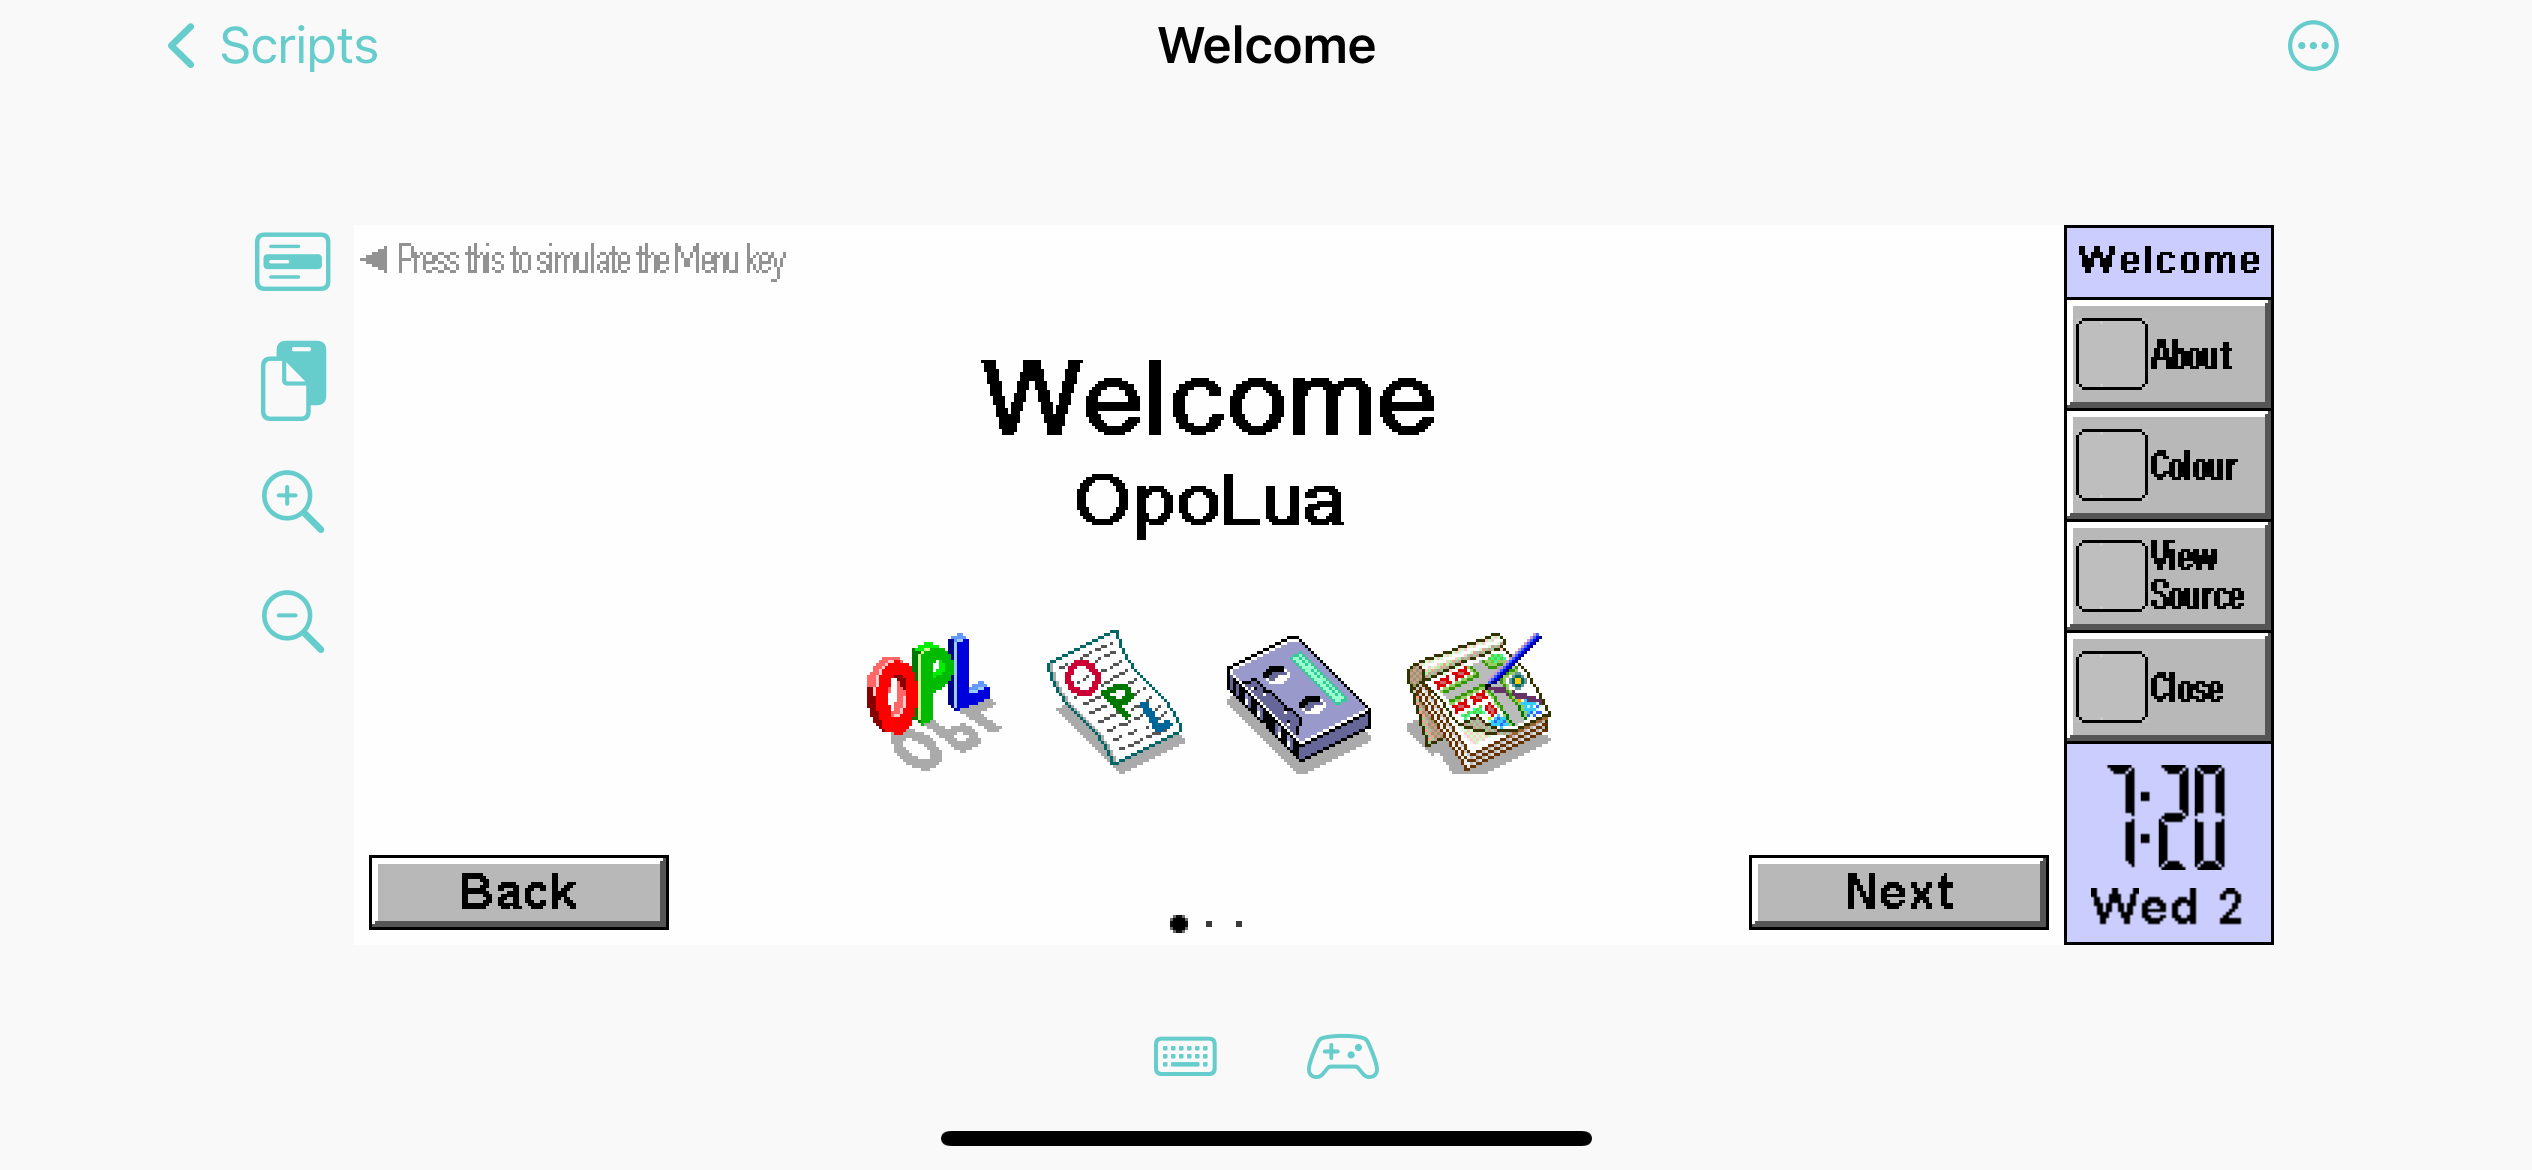 Scripts
Welcome
Press this to simulate the Menu key
Welcome
OpoLua
OPL
OPL
Back
Next
Welcome
About
Colour
View
Source
Close
7:20
Wed 2